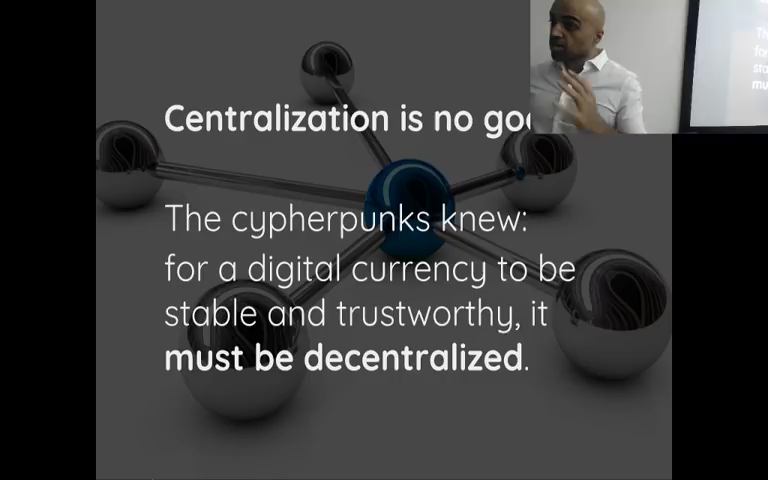 Centralization is no
The cypherpunks knew:
for a digital currency to be
stable and trustworthy, it
must be decentralized.